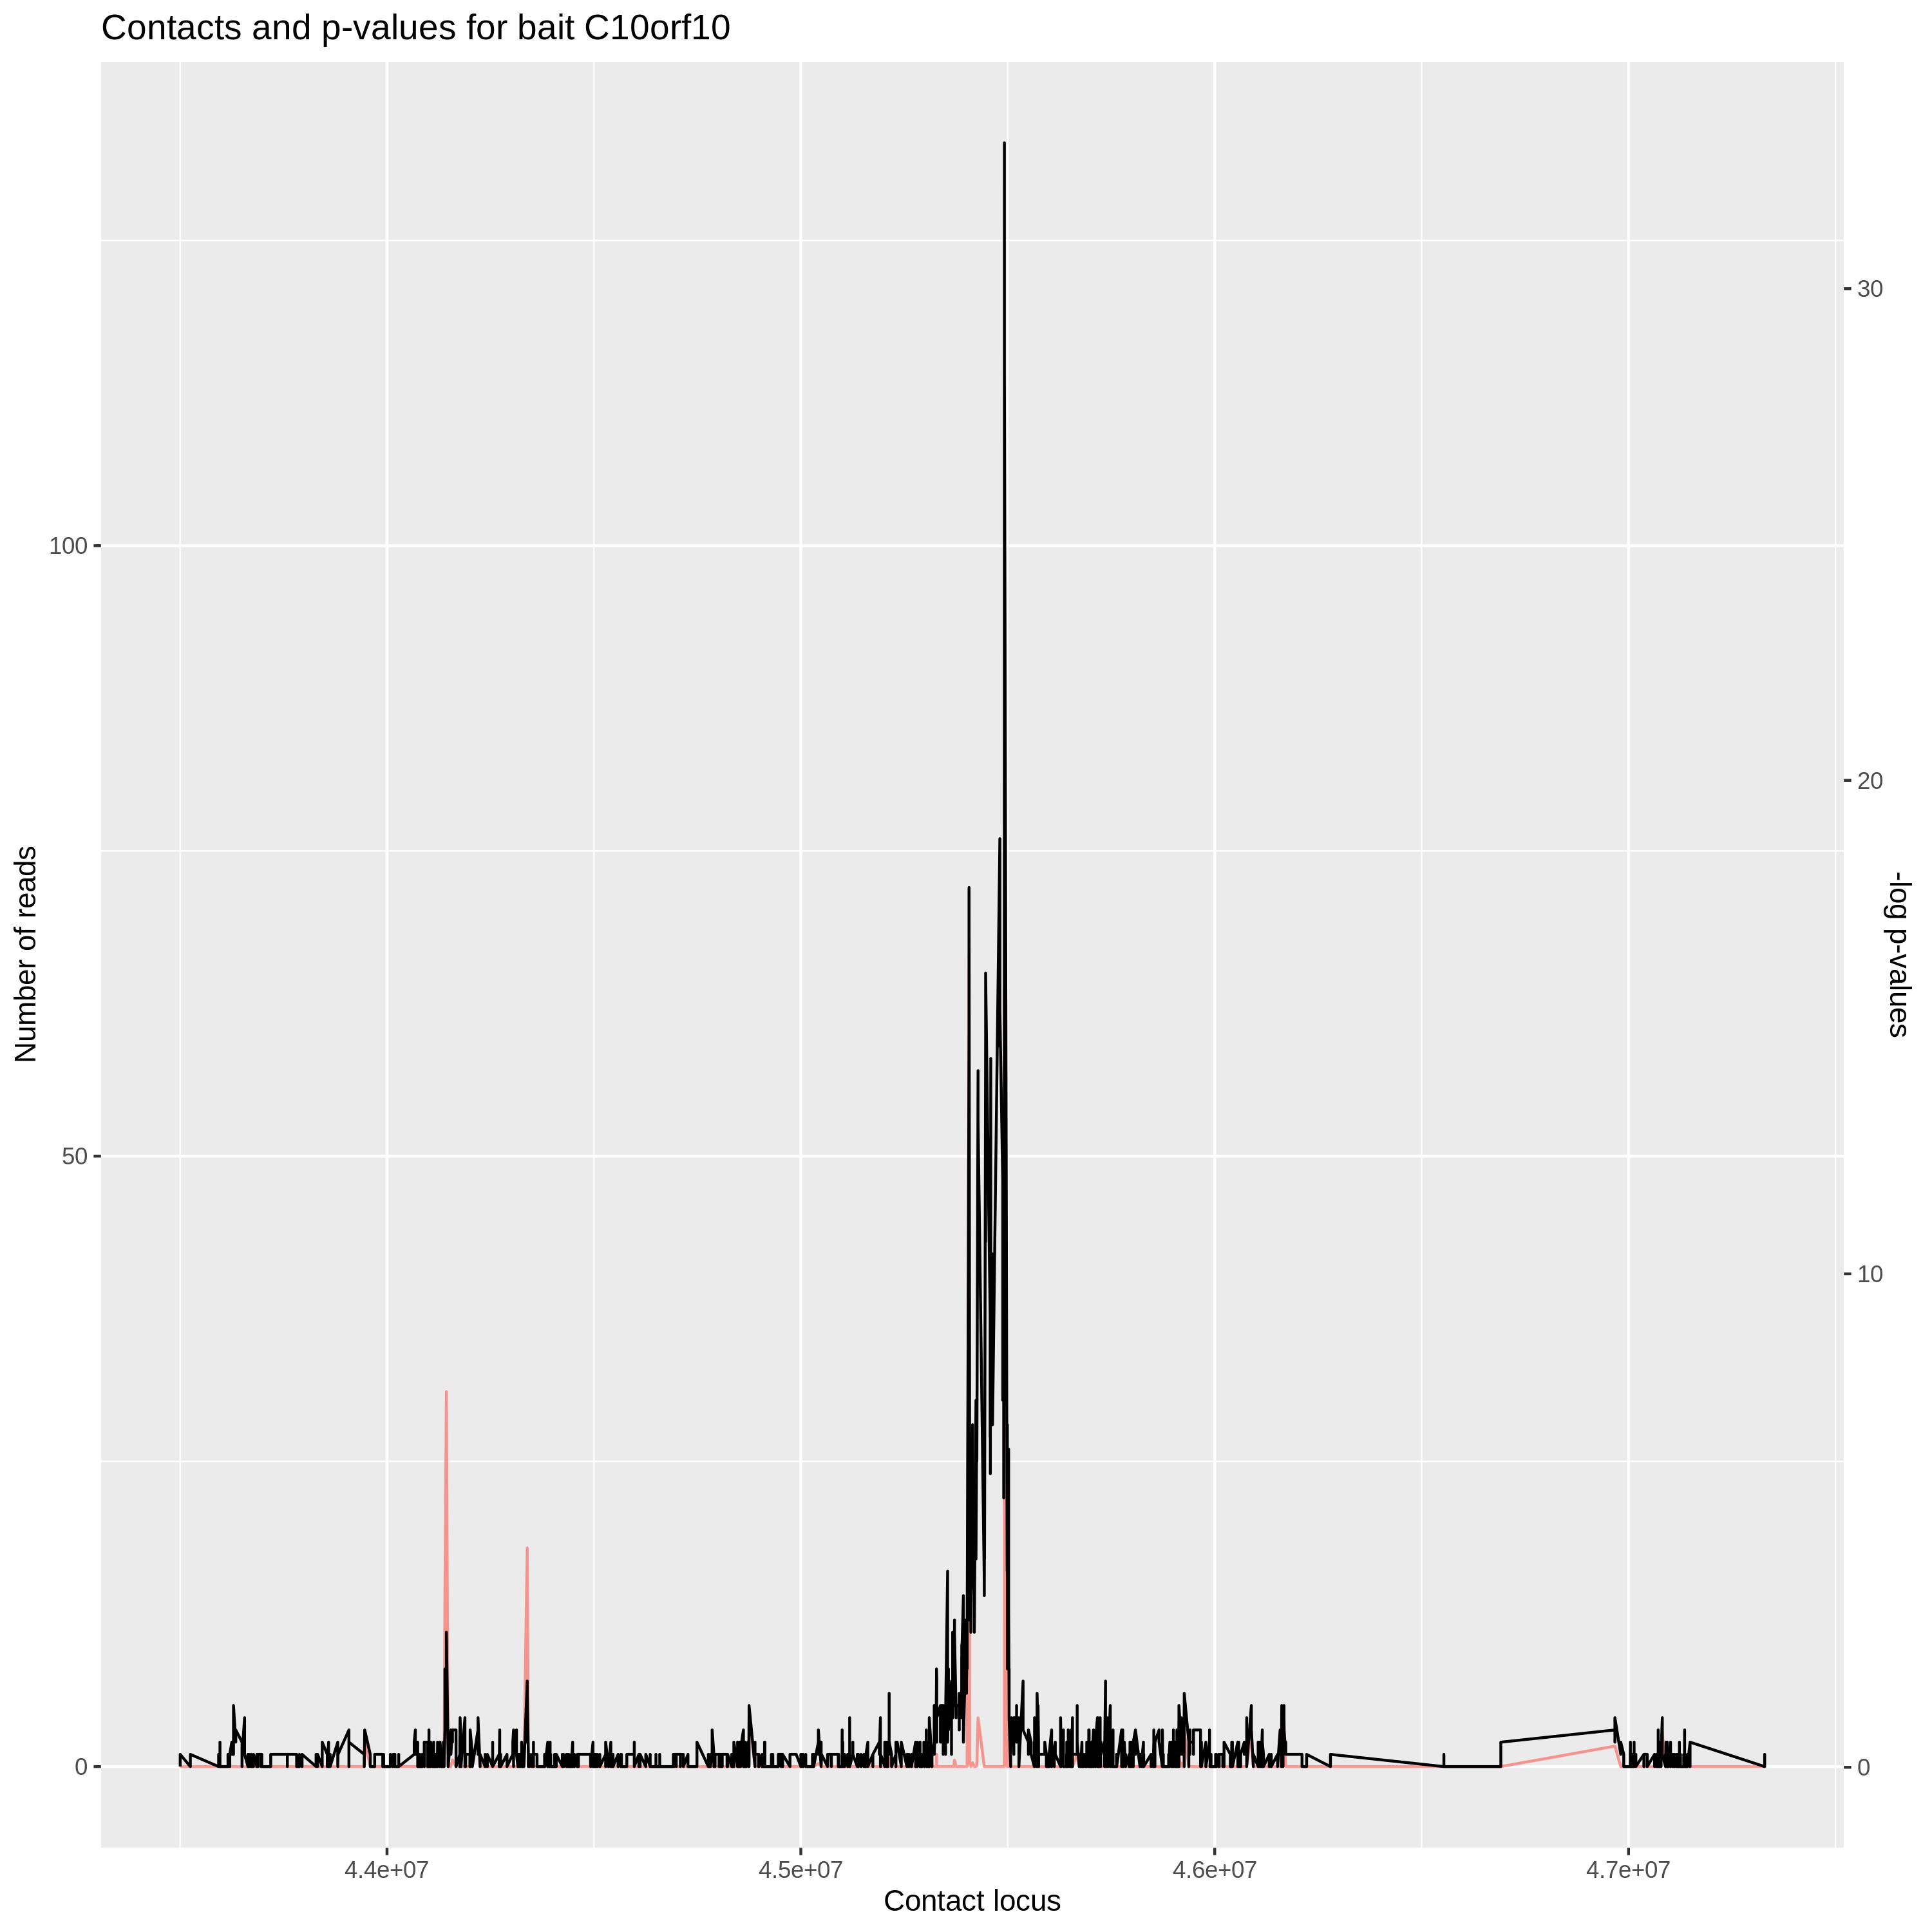 Contacts and p-values for bait C10orf10
Number of reads
100
50
0
30
20
10
0
-log p-values
4.4e+07 4.5e+07 4.6e+07 4.7e+07
Contact locus